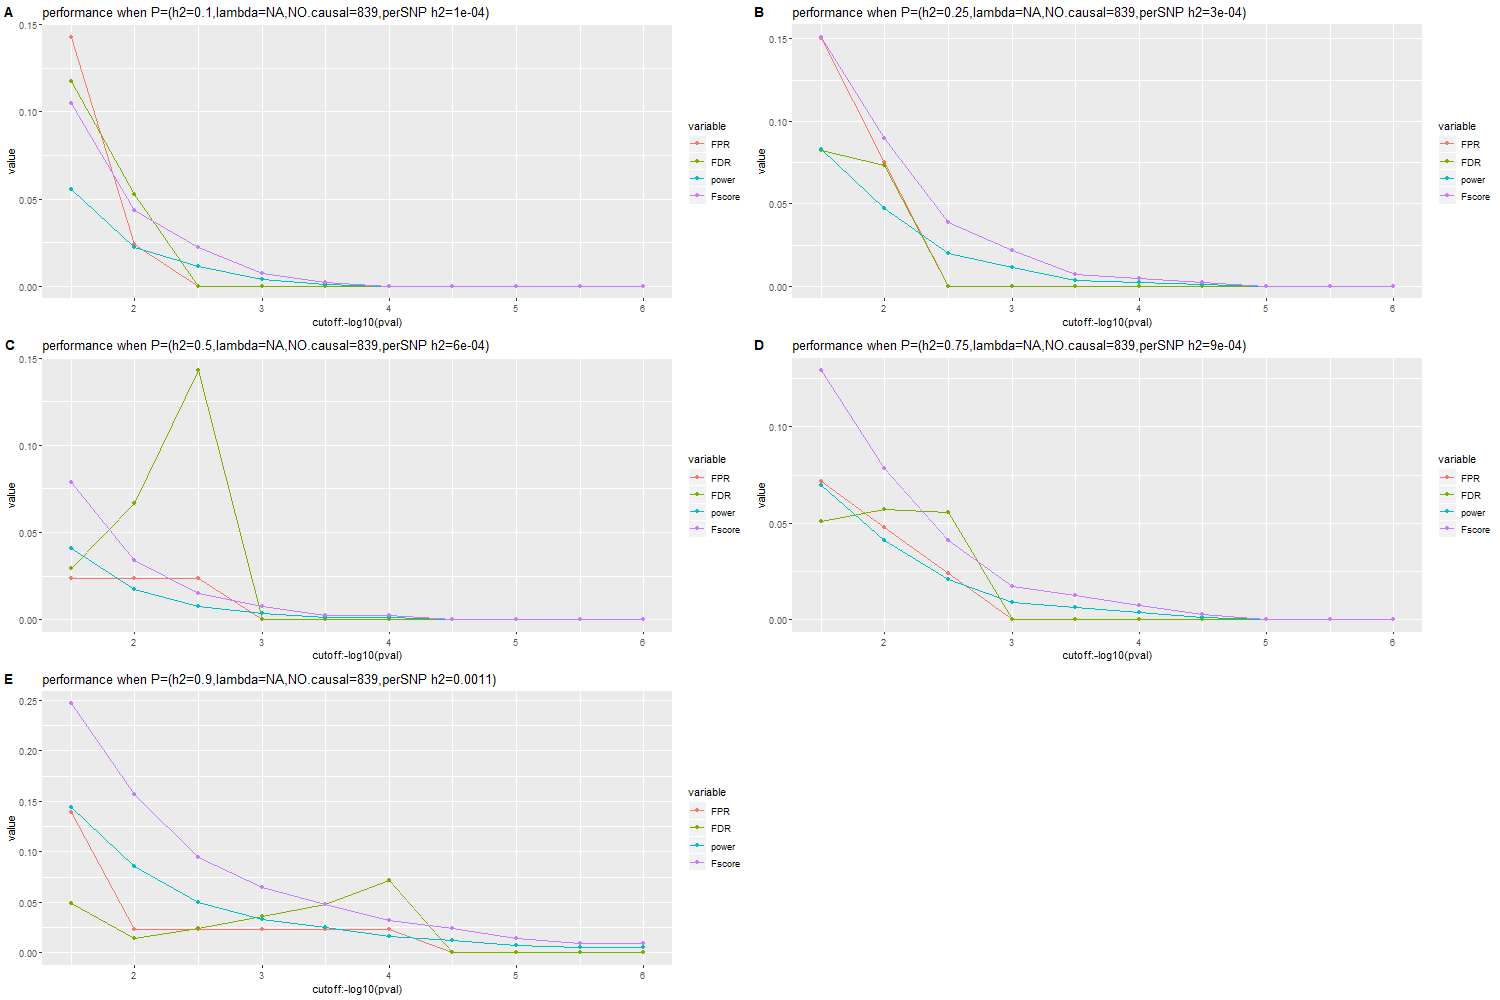 A performance when P=(h2=0.1,lambda=NA,NO.causal=839,perSNP h2=1e-04)
0.15
0.10
0.05
0.00
value
2 3 4 5 6
cutoff:-log10(pval)
variable
FPR
FDR
power
Fscore
B performance when P=(h2=0.25,lambda=NA,NO.causal=839,perSNP h2=3e-04)
0.15
0.10
0.05
0.00
value
2 3 4 5 6
cutoff:-log10(pval)
variable
FPR
FDR
power
Fscore
C performance when P=(h2=0.5,lambda=NA,NO.causal=839,perSNP h2=6e-04)
0.15
0.10
0.05
0.00
value
2 3 4 5 6
cutoff:-log10(pval)
variable
FPR
FDR
power
Fscore
D performance when P=(h2=0.75,lambda=NA,NO.causal=839,perSNP h2=9e-04)
0.10
0.05
0.00
value
2 3 4 5 6
cutoff:-log10(pval)
variable
FPR
FDR
power
Fscore
E performance when P=(h2=0.9,lambda=NA,NO.causal=839,perSNP h2=0.0011)
0.25
0.20
0.15
0.10
0.05
0.00
value
2 3 4 5 6
cutoff:-log10(pval)
variable
FPR
FDR
power
Fscore